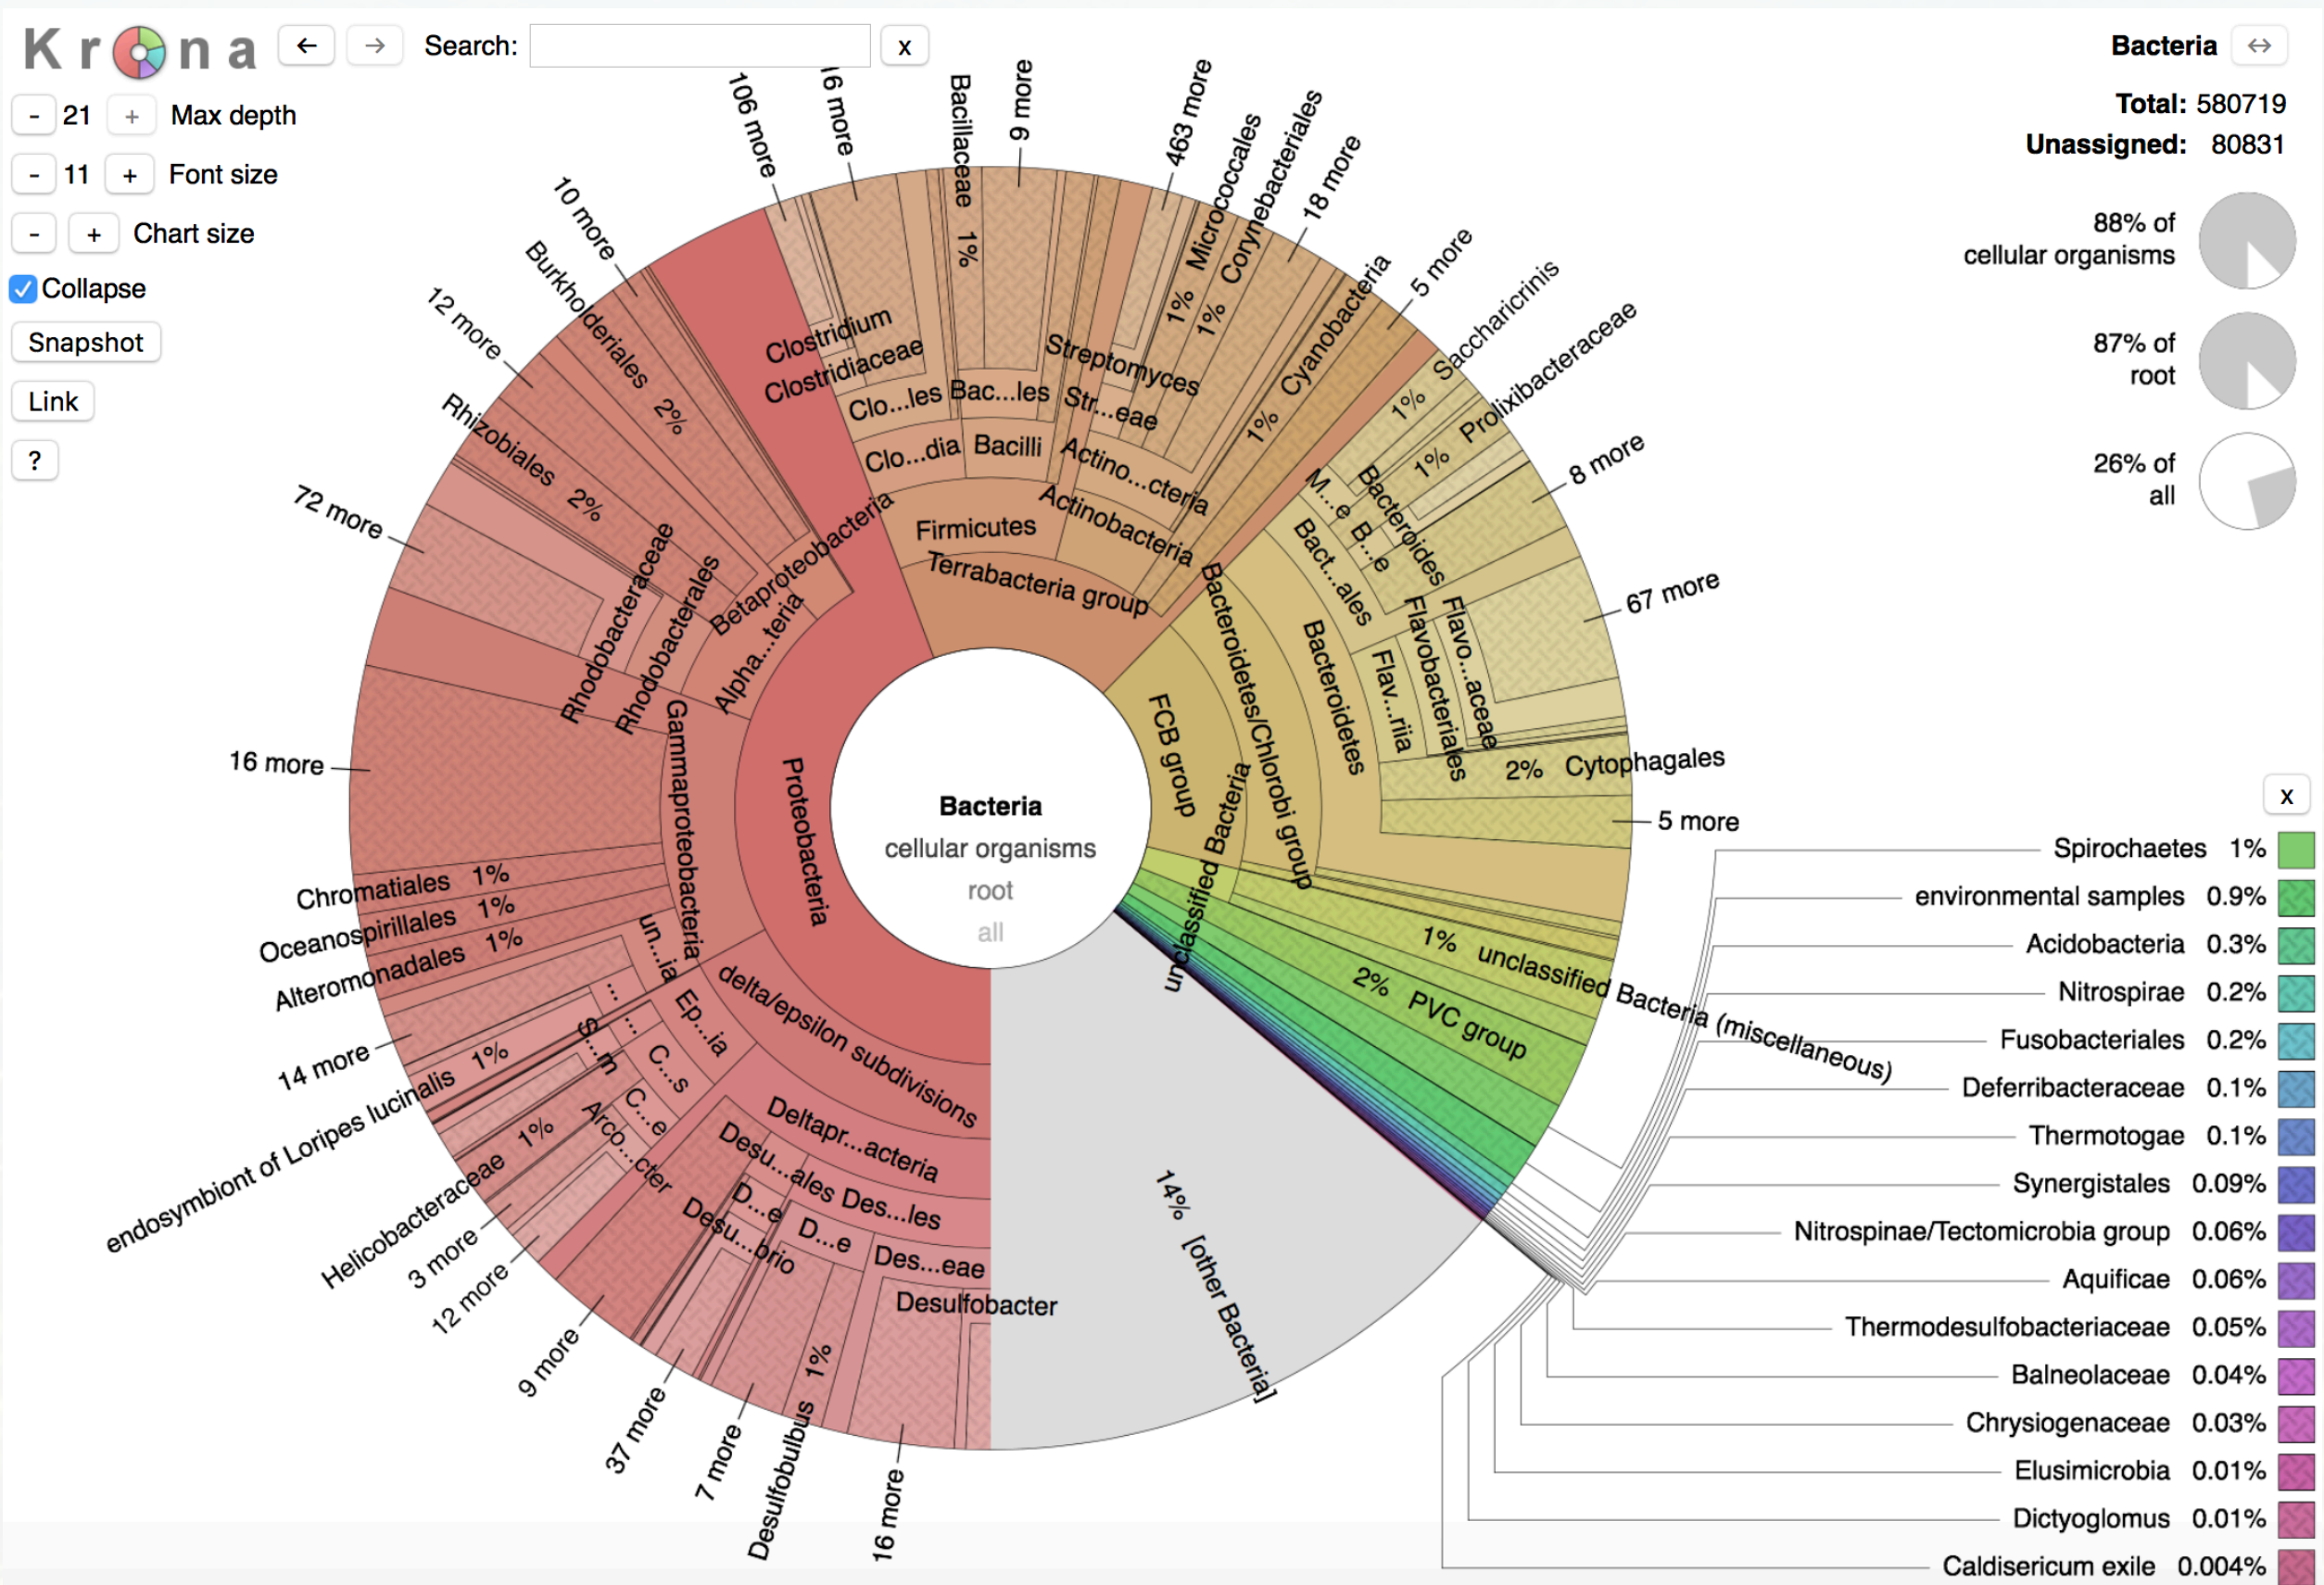 Krona
←
→
Search:
x
- 21 + Max depth
- 11 + Font size
- + Chart size
Collapse
Snapshot
Link
?
Bacteria ↔
Total: 580719
Unassigned: 80831
88% of
cellular organisms
87% of
root
26% of
all
106 more
16 more
Bacillaceae 1%
9 more
463 more
1% Micrococcales
1% Corynebacteriales
18 more
1% Cyanobacteria
5 more
1% Saccharicrinis
1% Prolixibacteraceae
8 more
67 more
2% Cytophagales
5 more
1% unclassified Bacteria (miscellaneous)
2% PVC group
14% [other Bacteria]
10 more
Burkholderiales 2%
12 more
Rhizobiales 2%
72 more
16 more
Chromatiales 1%
Oceanospirillales 1%
Alteromonadales 1%
14 more
endosymbiont of Loripes lucinalis 1%
Helicobacteraceae 1%
3 more
12 more
9 more
37 more
7 more
Desulfobulbus 1%
16 more
Clostridium
Clostridiaceae
Clo...les
Clo...dia
Bac...les
Bacilli
Firmicutes
Streptomyces
Str...eae
Actino...cteria
Actinobacteria
Terrabacteria group
M...e
Bacteroides
B...e
Bact...ales
Flavo...aceae
Flavobacteriales
Flav...riia
Bacteroidetes
Bacteroidetes/Chlorobi group
FCB group
unclassified Bacteria
Rhodobacteraceae
Rhodobacterales
Betaproteobacteria
Alpha...teria
Gammaproteobacteria
Proteobacteria
un...ia
...
...
S...m
Ep...ia
C...s
C...e
Arco...cter
delta/epsilon subdivisions
Deltapr...acteria
Desu...ales
Des...les
D...e
Desu...brio
D...e
Des...eae
Desulfobacter
Bacteria
cellular organisms
root
all
x
Spirochaetes 1%
environmental samples 0.9%
Acidobacteria 0.3%
Nitrospirae 0.2%
Fusobacteriales 0.2%
Deferribacteraceae 0.1%
Thermotogae 0.1%
Synergistales 0.09%
Nitrospinae/Tectomicrobia group 0.06%
Aquificae 0.06%
Thermodesulfobacteriaceae 0.05%
Balneolaceae 0.04%
Chrysiogenaceae 0.03%
Elusimicrobia 0.01%
Dictyoglomus 0.01%
Caldisericum exile 0.004%